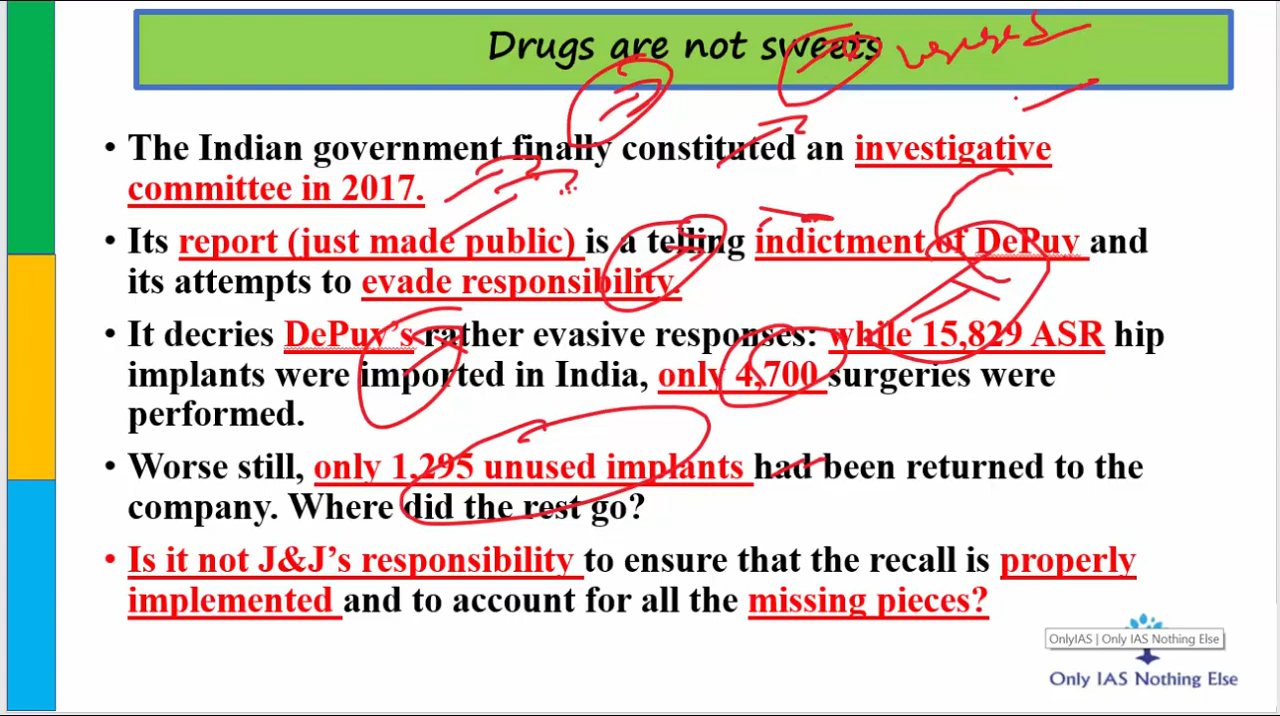 Drugs are not sweets
• The Indian government finally constituted an investigative
committee in 2017.
• Its report (just made public) is a telling indictment of DePuy and
its attempts to evade responsibility.
• It decries DePuy's rather evasive responses: while 15,829 ASR hip
implants were imported in India, only 4,700 surgeries were
performed.
• Worse still, only 1,295 unused implants had been returned to the
company. Where did the rest go?
• Is it not J&J's responsibility to ensure that the recall is properly
implemented and to account for all the missing pieces?
OnlyIAS | Only IAS Nothing Else
Only IAS Nothing Else